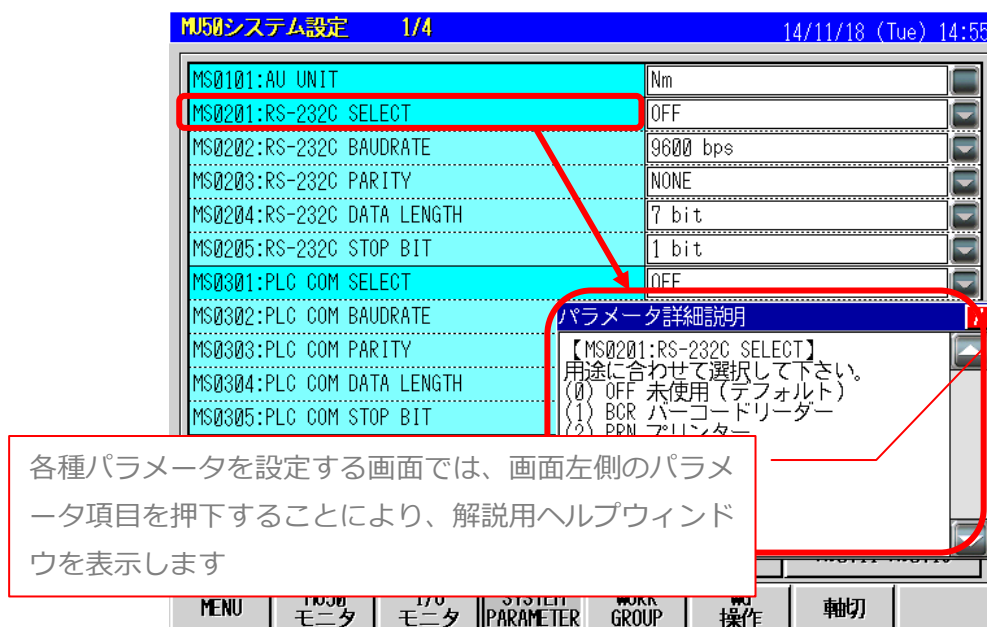 MU50システム設定 1/4 14/11/18 (Tue) 14:55
MS0101:AU UNIT Nm
MS0201:RS-232C SELECT OFF
MS0202:RS-232C BAUDRATE 9600 bps
MS0203:RS-232C PARITY NONE
MS0204:RS-232C DATA LENGTH 7 bit
MS0205:RS-232C STOP BIT 1 bit
MS0301:PLC COM SELECT OFF
MS0302:PLC COM BAUDRATE
MS0303:PLC COM PARITY
MS0304:PLC COM DATA LENGTH
MS0305:PLC COM STOP BIT
パラメータ詳細説明
【MS0201:RS-232C SELECT】
用途に合わせて選択して下さい。
(0) OFF 未使用(デフォルト)
(1) BCR バーコードリーダー
(2) PRN プリンター
各種パラメータを設定する画面では、画面左側のパラメ
ータ項目を押下することにより、解説用ヘルプウィンド
ウを表示します
MENU MU50 I/O SYSTEM WORK 軸切
モニタ モニタ PARAMETER GROUP 操作